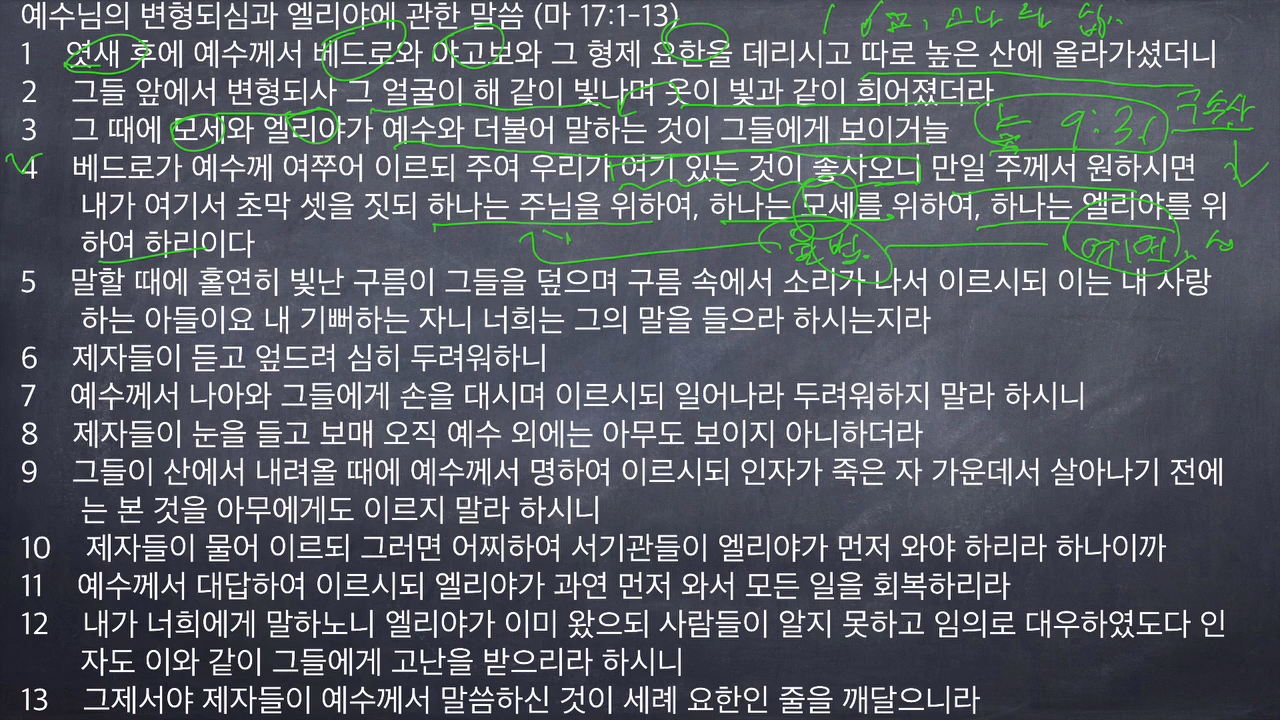 예수님의 변형되심과 엘리야에 관한 말씀 (마 17:1-13)
1 엿새 후에 예수께서 베드로와 야고보와 그 형제 요한을 데리시고 따로 높은 산에 올라가셨더니
2 그들 앞에서 변형되사 그 얼굴이 해 같이 빛나며 옷이 빛과 같이 희어졌더라
3 그 때에 모세와 엘리야가 예수와 더불어 말하는 것이 그들에게 보이거늘
눅 9:31
4 베드로가 예수께 여쭈어 이르되 주여 우리가 여기 있는 것이 좋사오니 만일 주께서 원하시면
내가 여기서 초막 셋을 짓되 하나는 주님을 위하여, 하나는 모세를 위하여, 하나는 엘리야를 위
하여 하리이다
율법
5 말할 때에 홀연히 빛난 구름이 그들을 덮으며 구름 속에서 소리가 나서 이르시되 이는 내 사랑
하는 아들이요 내 기뻐하는 자니 너희는 그의 말을 들으라 하시는지라
6 제자들이 듣고 엎드려 심히 두려워하니
7 예수께서 나아와 그들에게 손을 대시며 이르시되 일어나라 두려워하지 말라 하시니
8 제자들이 눈을 들고 보매 오직 예수 외에는 아무도 보이지 아니하더라
9 그들이 산에서 내려올 때에 예수께서 명하여 이르시되 인자가 죽은 자 가운데서 살아나기 전에
는 본 것을 아무에게도 이르지 말라 하시니
10 제자들이 물어 이르되 그러면 어찌하여 서기관들이 엘리야가 먼저 와야 하리라 하나이까
11 예수께서 대답하여 이르시되 엘리야가 과연 먼저 와서 모든 일을 회복하리라
12 내가 너희에게 말하노니 엘리야가 이미 왔으되 사람들이 알지 못하고 임의로 대우하였도다 인
자도 이와 같이 그들에게 고난을 받으리라 하시니
13 그제서야 제자들이 예수께서 말씀하신 것이 세례 요한인 줄을 깨달으니라